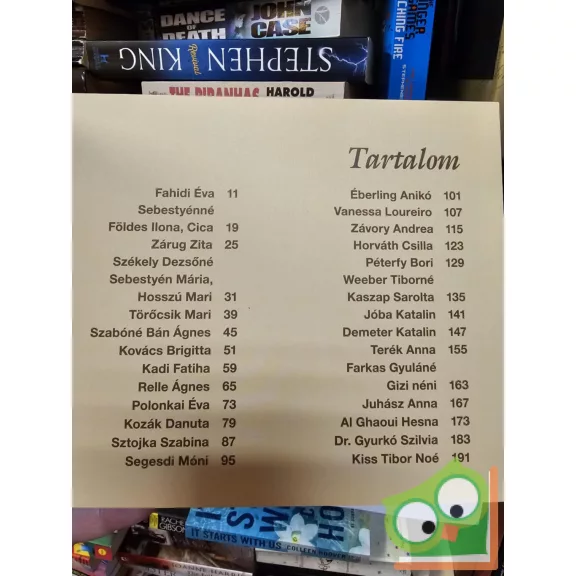 DANCE OF
DEATH
JOHN
CASE
STEPHEN KING
Revival
CHING FIRE
THE PIRANHAS HAROLD
Tartalom
Fahidi Éva 11
Sebestyénné
Földes Ilona, Cica 19
Zárug Zita 25
Székely Dezsőné
Sebestyén Mária,
Hosszú Mari 31
Törőcsik Mari 39
Szabóné Bán Ágnes 45
Kovács Brigitta 51
Kadi Fatiha 59
Relle Ágnes 65
Polonkai Éva 73
Kozák Danuta 79
Sztojka Szabina 87
Segesdi Móni 95
Éberling Anikó 101
Vanessa Loureiro 107
Závory Andrea 115
Horváth Csilla 123
Péterfy Bori 129
Weeber Tiborné
Kaszap Sarolta 135
Jóba Katalin 141
Demeter Katalin 147
Terék Anna 155
Farkas Gyuláné
Gizi néni 163
Juhász Anna 167
Al Ghaoui Hesna 173
Dr. Gyurkó Szilvia 183
Kiss Tibor Noé 191
IT STARTS WITH US
COLLEEN HOOVER